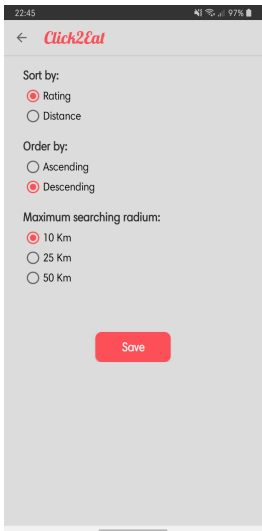 22:45 97%
Click2Eat
Sort by:
Rating
Distance
Order by:
Ascending
Descending
Maximum searching radium:
10 Km
25 Km
50 Km
Save